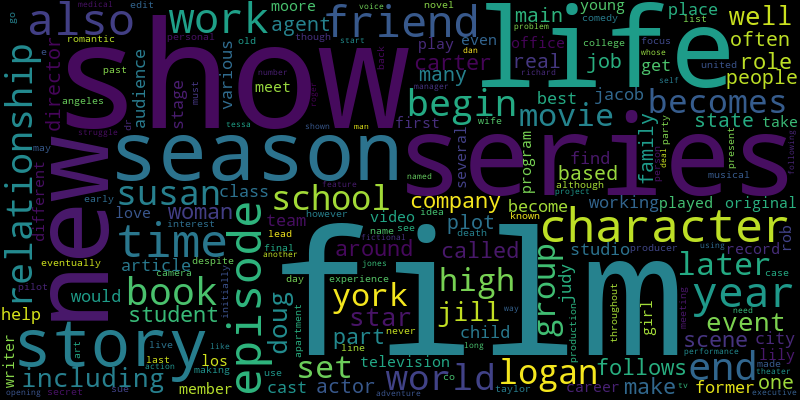 show
life
film
series
new
season
story
time
year
character
episode
relationship
friend
work
also
begin
movie
becomes
later
high
school
book
susan
york
jill
logan
world
end
group
set
star
company
event
follows
including
well
people
role
often
job
real
many
main
agent
moore
carter
director
audience
stage
meet
various
play
even
young
place
office
get
jacob
best
first
state
take
family
program
several
find
based
although
become
working
played
original
woman
love
class
team
article
student
would
doug
part
around
called
plot
video
television
actor
cast
child
judy
studio
record
rob
girl
scene
city
lily
one
former
make
career
help
writer
member
los
angeles
last
live
musical
romantic
medical
personal
past
different
early
eventually
pilot
interest
camera
despite
initially
however
feature
lead
final
another
fictional
name
see
idea
known
death
day
experience
jones
never
line
way
long
apartment
production
throughout
producer
using
meeting
performance
theater
executive
need
case
made
tv
taylor
adventure
co
use
making
like
action
art
secret
opening
sue
tessa
number
shown
man
wife
named
manager
richard
dan
problem
college
focus
whose
united
self
list
comedy
novel
voice
edit
though
start
old
back
must
struggle
may
dr
go
deal
party
present
following
project